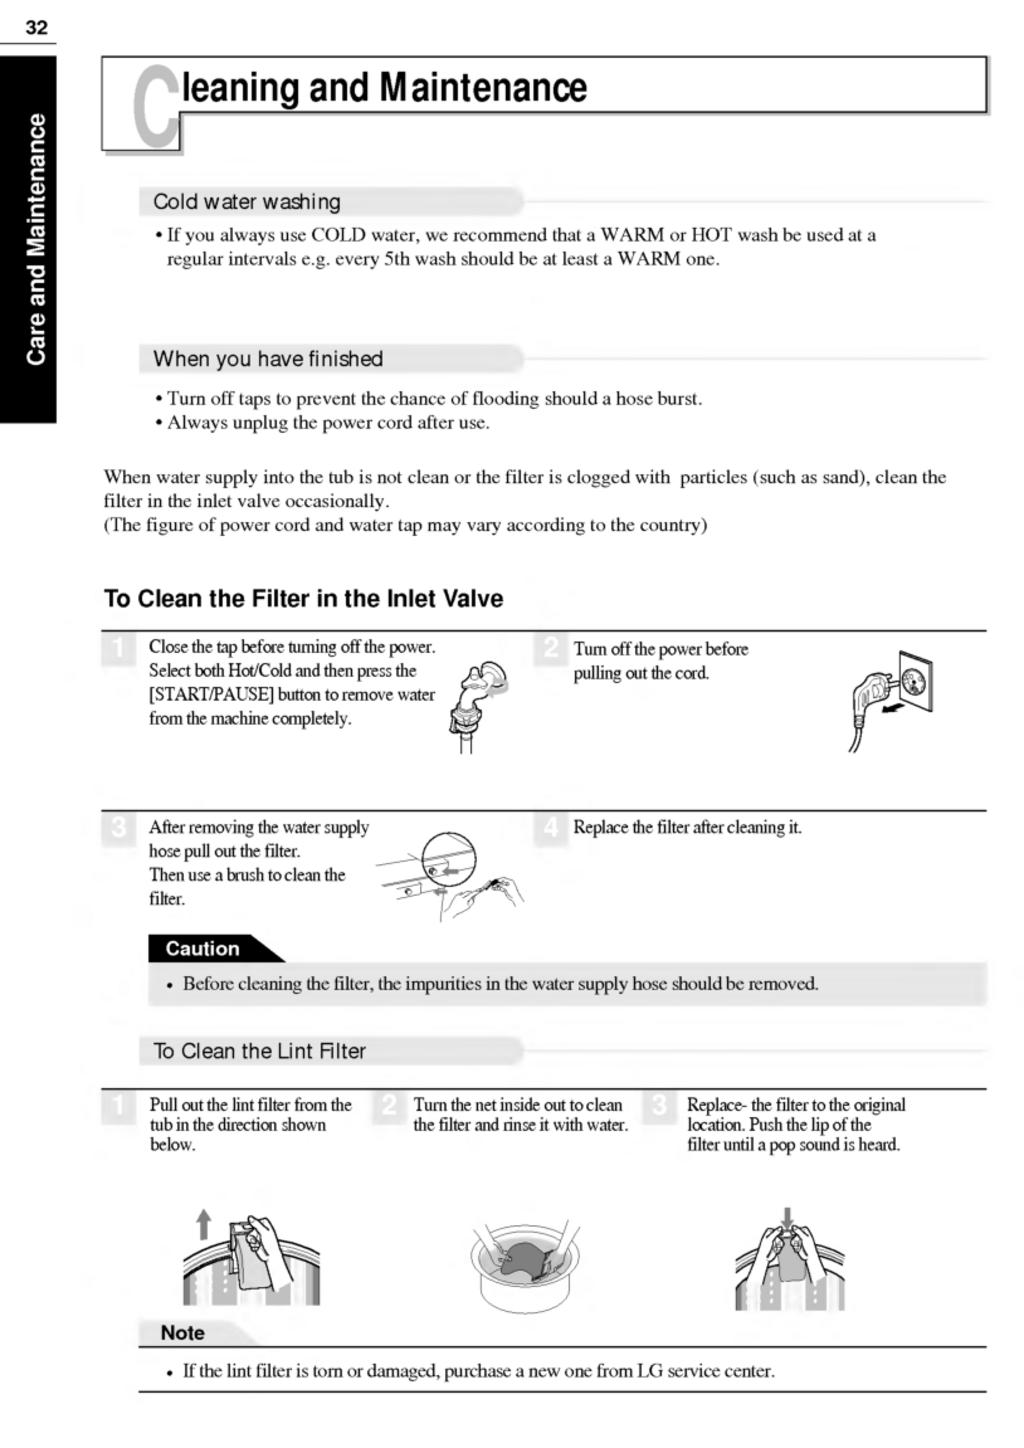 32
Care and Maintenance
Cleaning and Maintenance
Cold water washing
• If you always use COLD water, we recommend that a WARM or HOT wash be used at a
regular intervals e.g. every 5th wash should be at least a WARM one.
When you have finished
• Turn off taps to prevent the chance of flooding should a hose burst.
• Always unplug the power cord after use.
When water supply into the tub is not clean or the filter is clogged with particles (such as sand), clean the
filter in the inlet valve occasionally.
(The figure of power cord and water tap may vary according to the country)
To Clean the Filter in the Inlet Valve
1
Close the tap before turning off the power.
Select both Hot/Cold and then press the
[START/PAUSE] button to remove water
from the machine completely.
2
Turn off the power before
pulling out the cord.
3
After removing the water supply
hose pull out the filter.
Then use a brush to clean the
filter.
4
Replace the filter after cleaning it.
Caution
• Before cleaning the filter, the impurities in the water supply hose should be removed.
To Clean the Lint Filter
1
Pull out the lint filter from the
tub in the direction shown
below.
2
Turn the net inside out to clean
the filter and rinse it with water.
3
Replace- the filter to the original
location. Push the lip of the
filter until a pop sound is heard.
Note
• If the lint filter is torn or damaged, purchase a new one from LG service center.